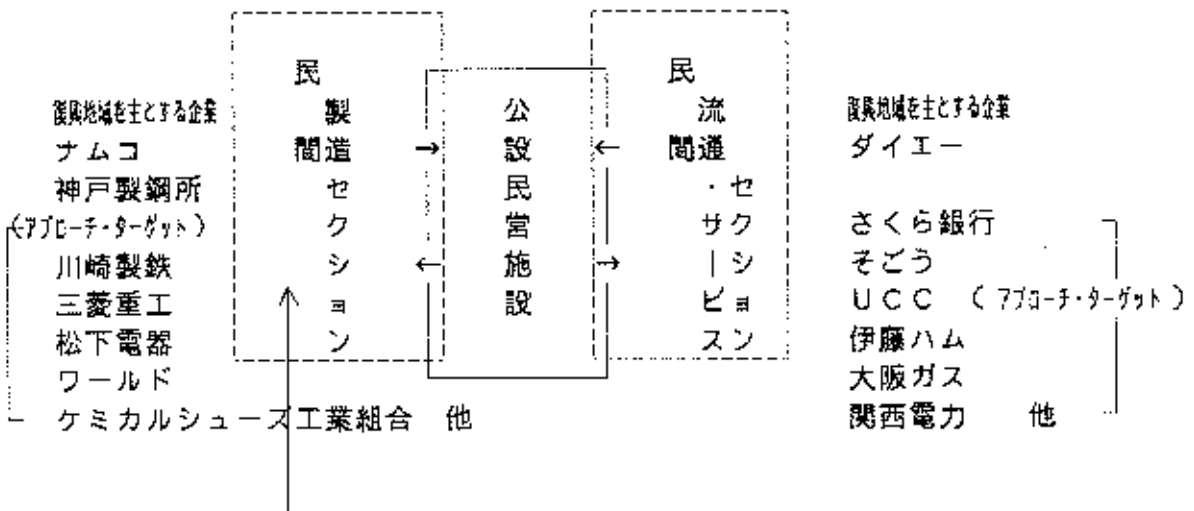 復興地域を主とする企業
ナムコ
神戸製鋼所
(アプローチ・ターゲット)
川崎製鉄
三菱重工
松下電器
ワールド
ケミカルシューズ工業組合 他
民間
製造セクション
→
←
公設民営施設
←
→
民間
流通・サービス
セクション
復興地域を主とする企業
ダイエー
さくら銀行
そごう
UCC (アプローチ・ターゲット)
伊藤ハム
大阪ガス
関西電力 他